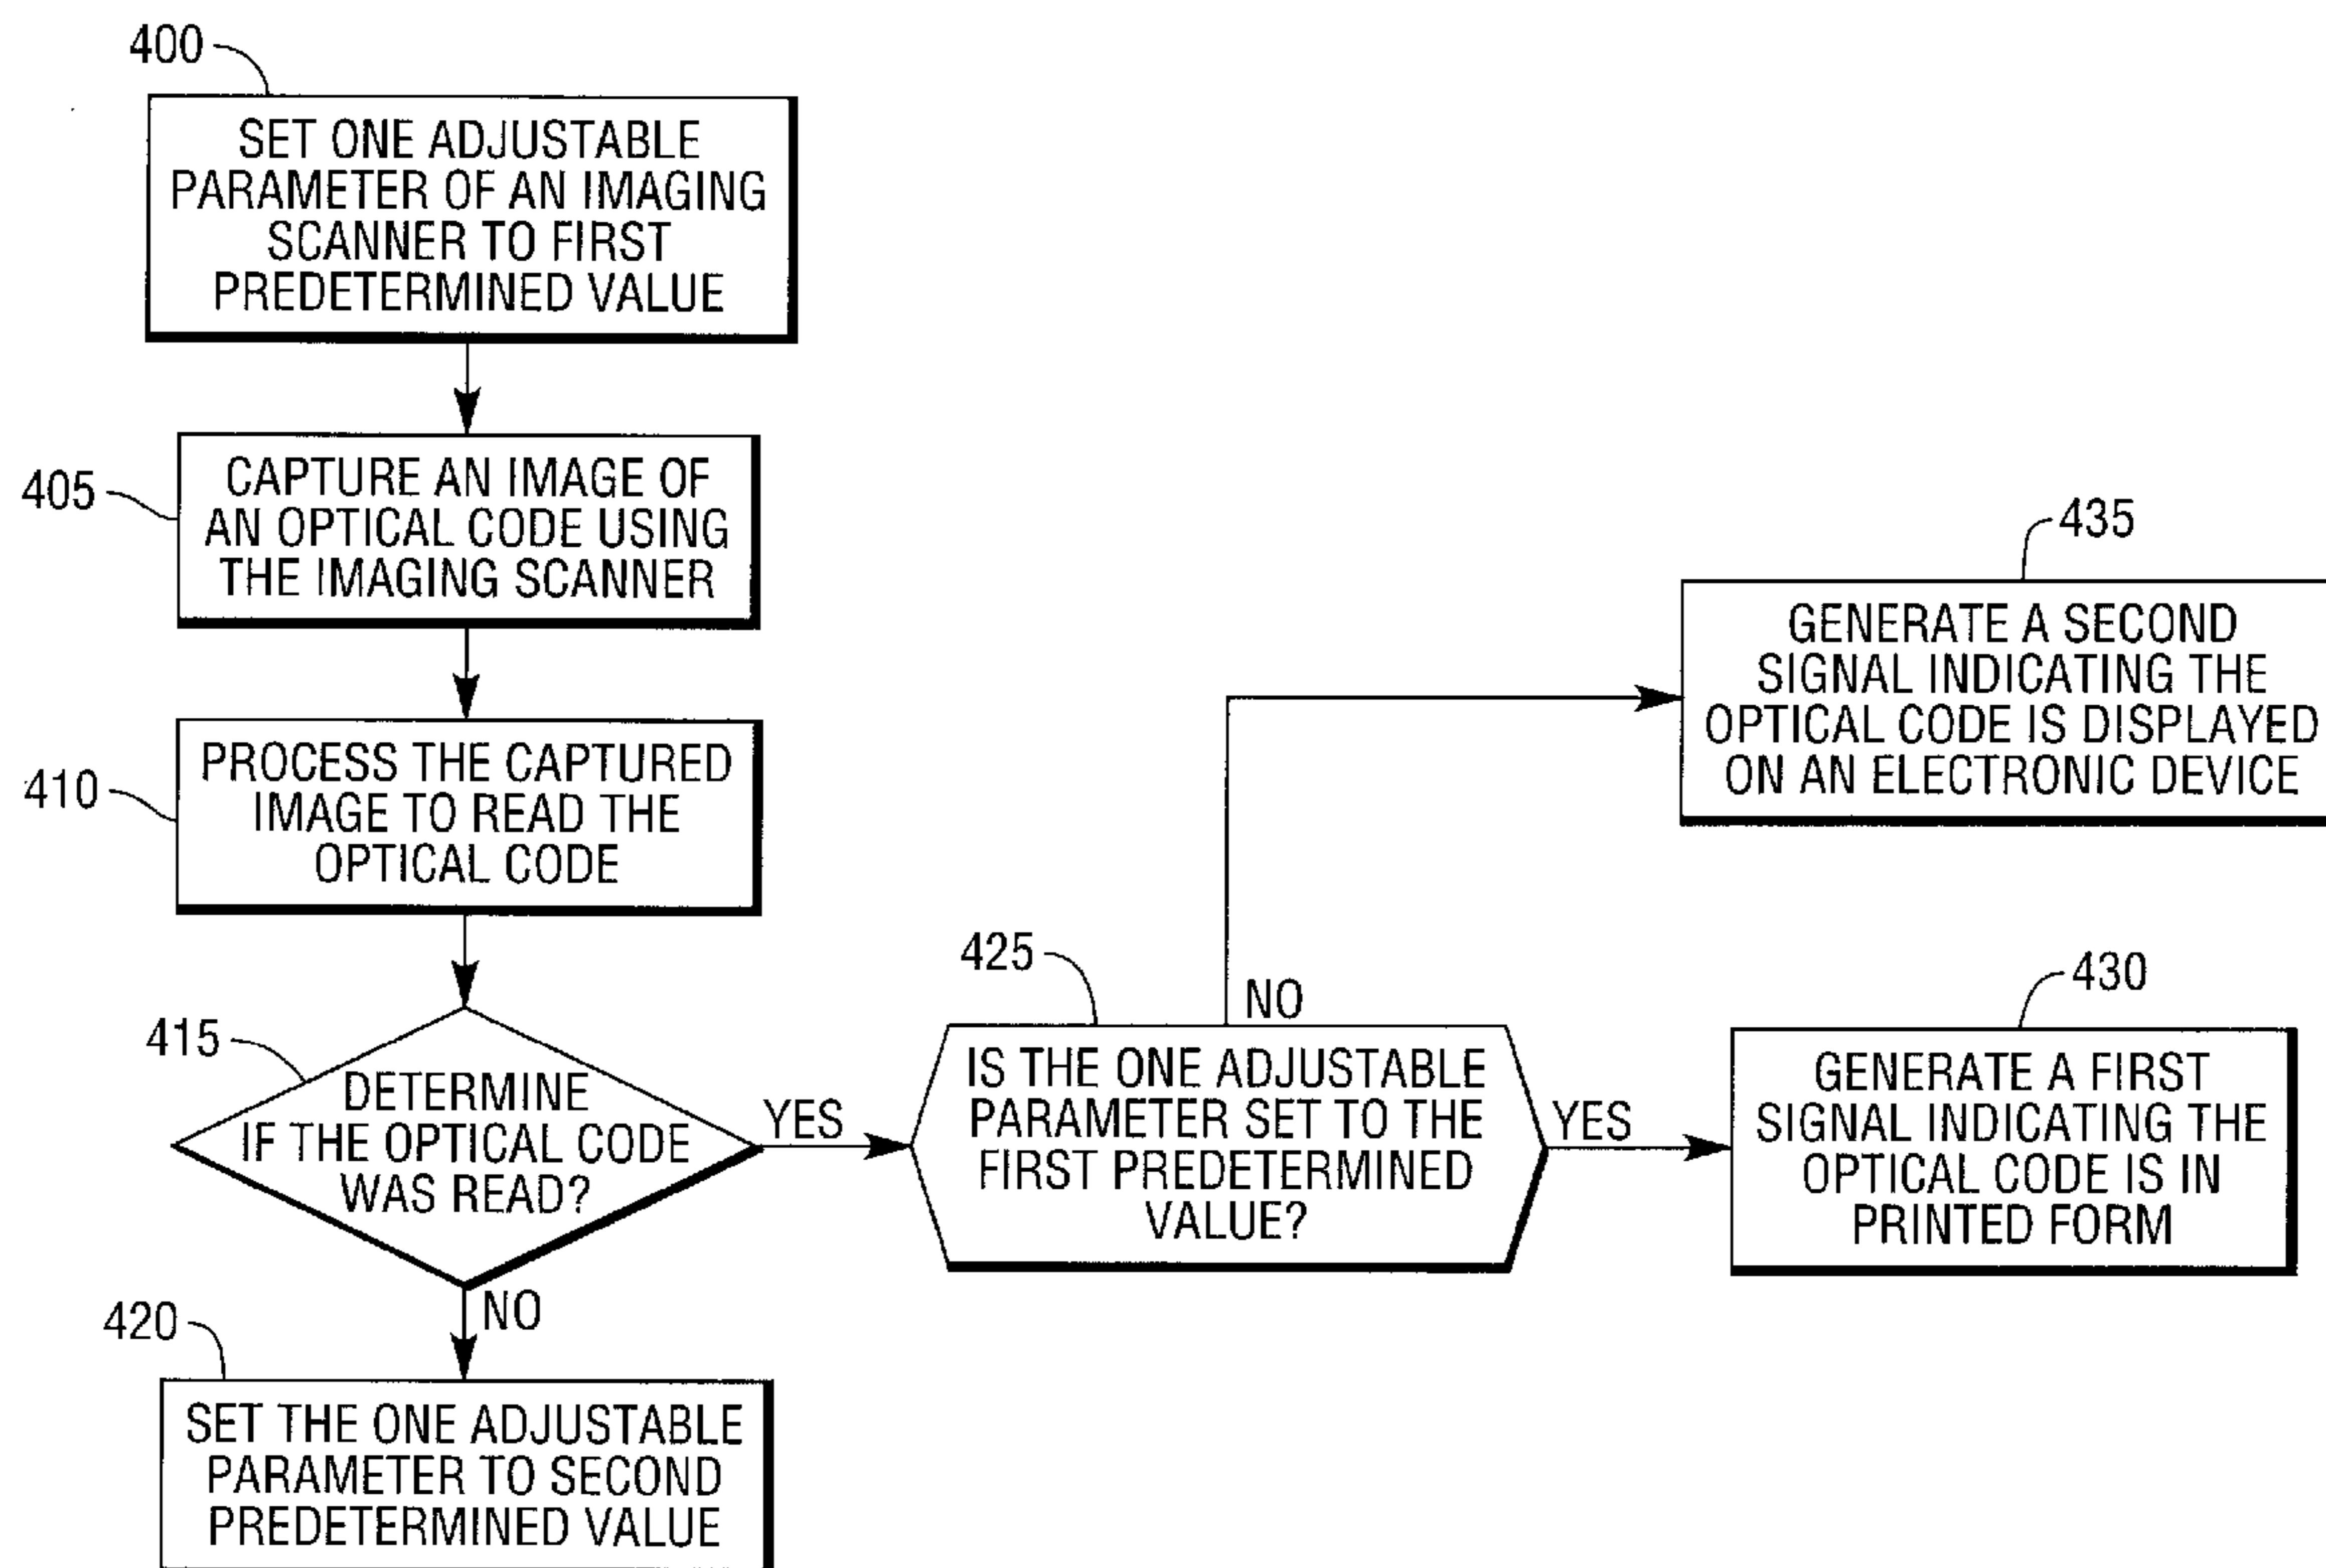 400
SET ONE ADJUSTABLE
PARAMETER OF AN IMAGING
SCANNER TO FIRST
PREDETERMINED VALUE
405
CAPTURE AN IMAGE OF
AN OPTICAL CODE USING
THE IMAGING SCANNER
410
PROCESS THE CAPTURED
IMAGE TO READ THE
OPTICAL CODE
415
DETERMINE
IF THE OPTICAL CODE
WAS READ?
YES
NO
420
SET THE ONE ADJUSTABLE
PARAMETER TO SECOND
PREDETERMINED VALUE
425
IS THE ONE ADJUSTABLE
PARAMETER SET TO THE
FIRST PREDETERMINED
VALUE?
NO
YES
435
GENERATE A SECOND
SIGNAL INDICATING THE
OPTICAL CODE IS DISPLAYED
ON AN ELECTRONIC DEVICE
430
GENERATE A FIRST
SIGNAL INDICATING THE
OPTICAL CODE IS IN
PRINTED FORM